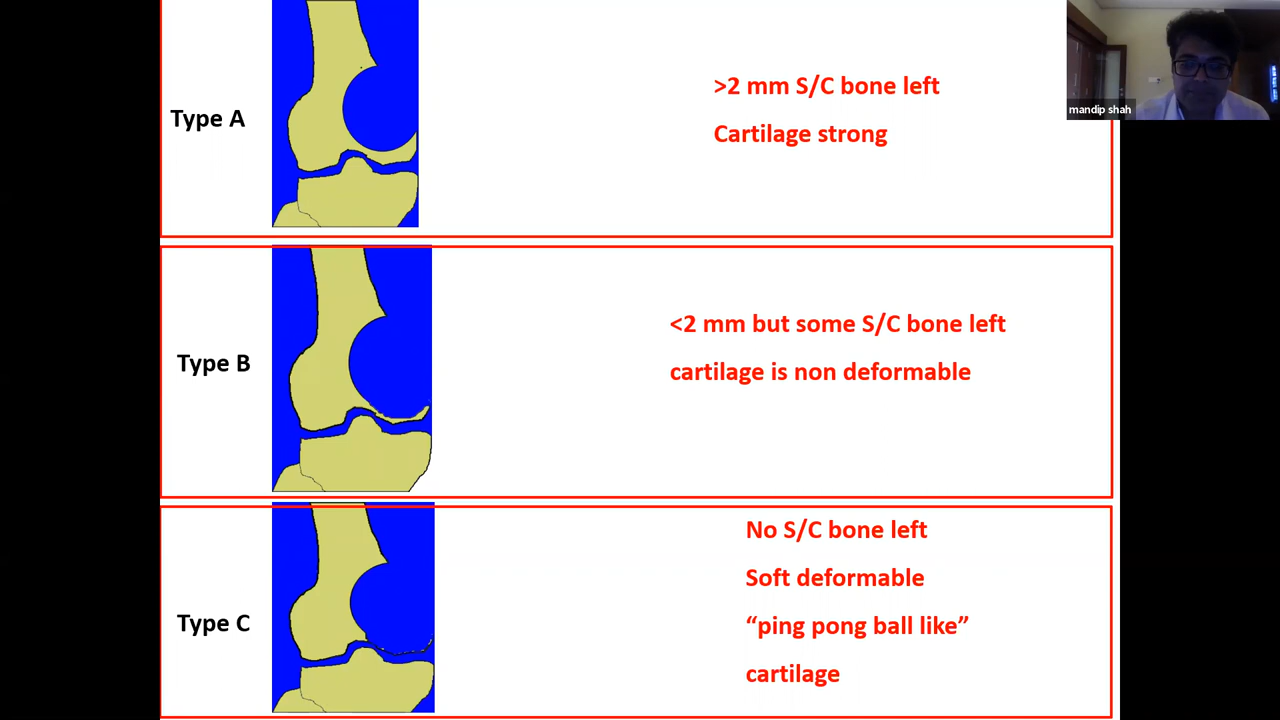 Type A
>2 mm S/C bone left
Cartilage strong
mandip shah
Type B
<2 mm but some S/C bone left
cartilage is non deformable
Type C
No S/C bone left
Soft deformable
“ping pong ball like”
cartilage